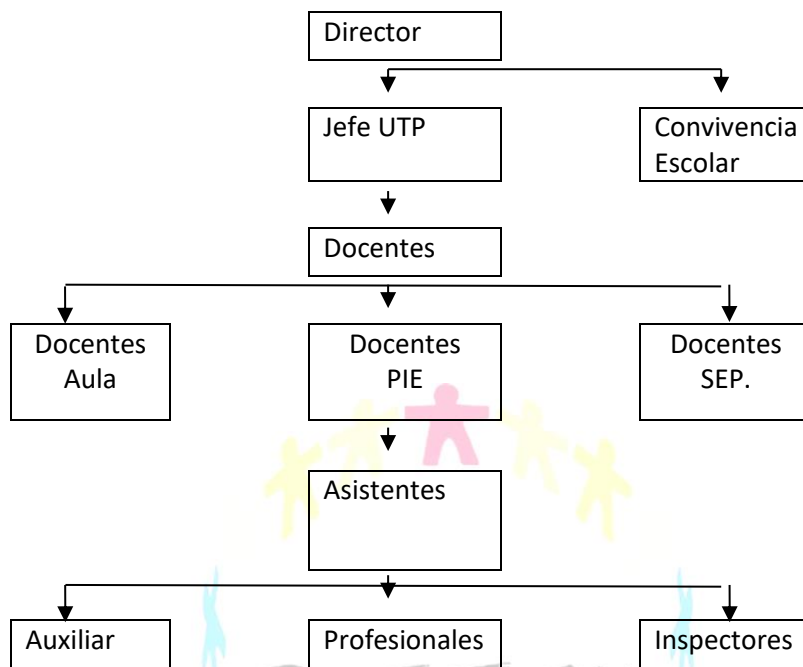 Director
Jefe UTP
Convivencia
Escolar
Docentes
Docentes
Aula
Docentes
PIE
Docentes
SEP.
Asistentes
Auxiliar
Profesionales
Inspectores